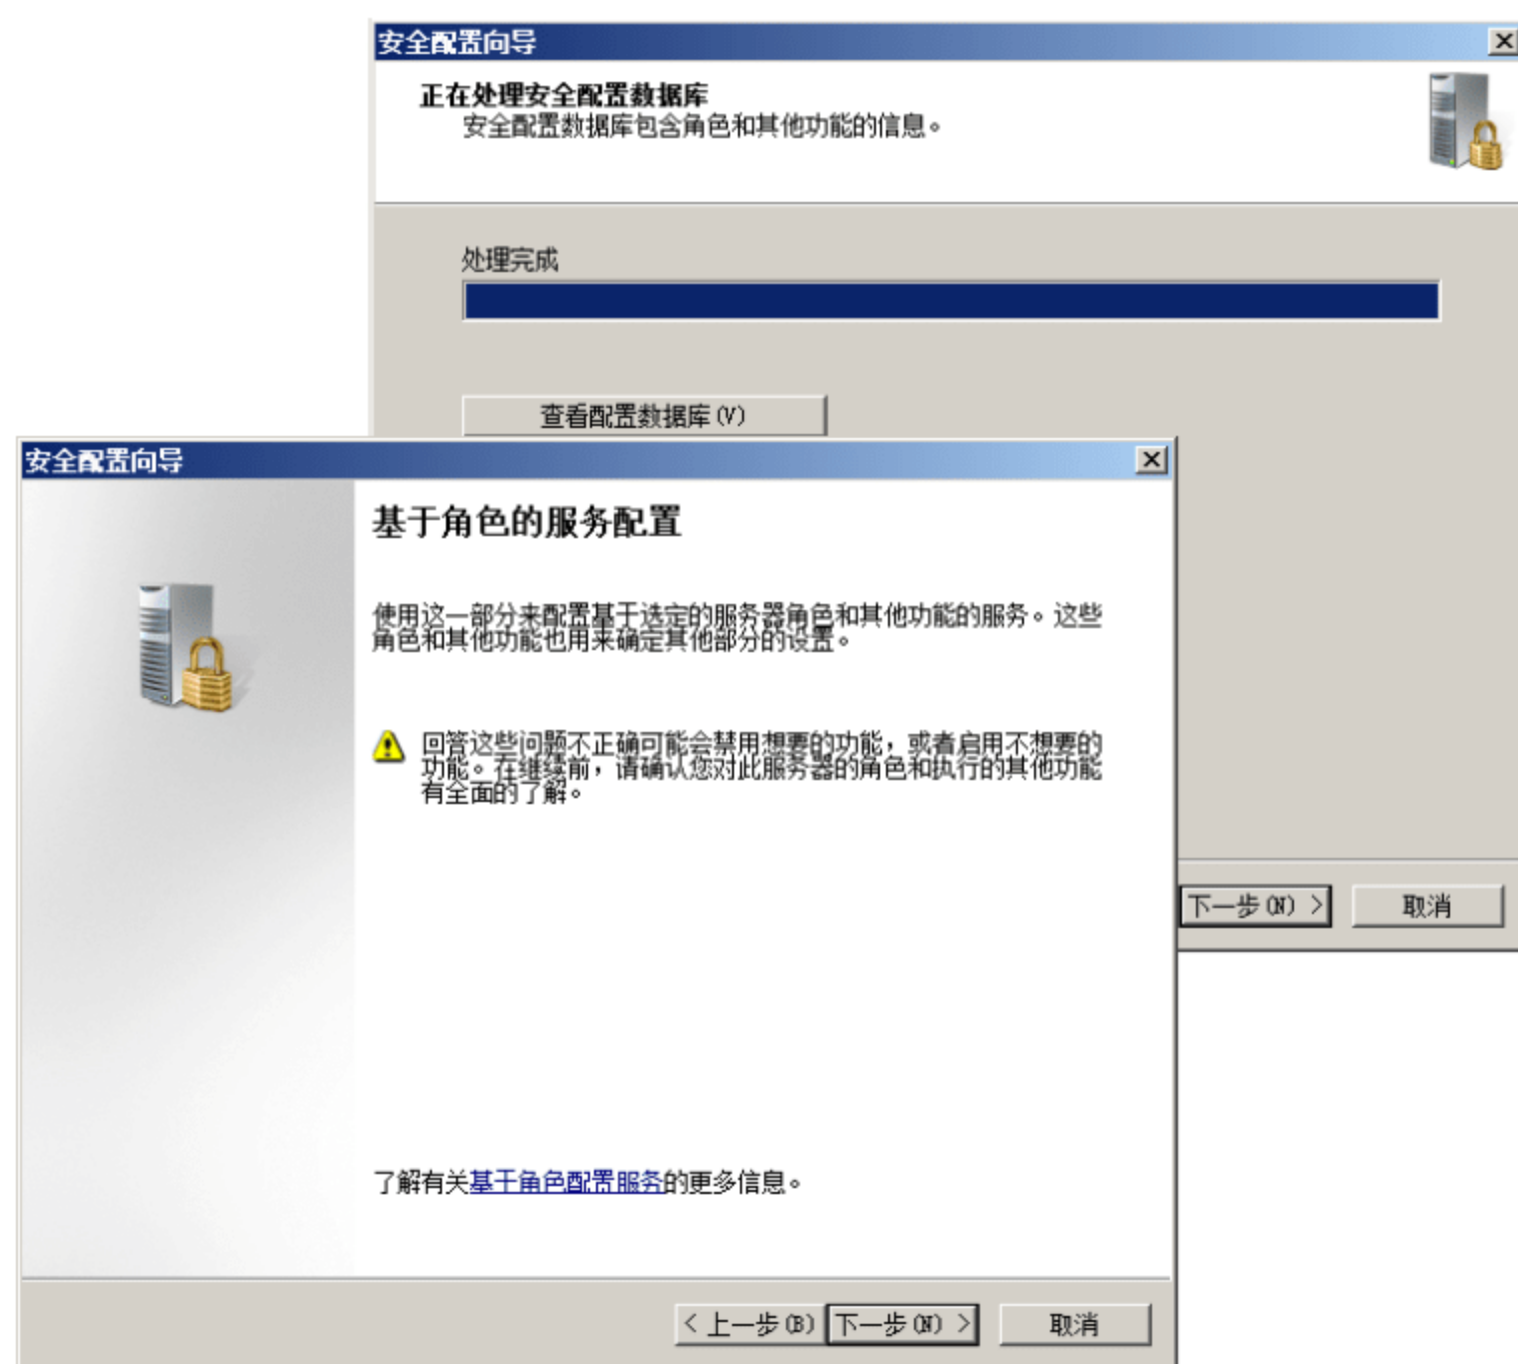 安全配置向导
正在处理安全配置数据库
安全配置数据库包含角色和其他功能的信息。
处理完成
查看配置数据库(V)
下一步(N) >
取消
安全配置向导
基于角色的服务配置
使用这一部分来配置基于选定的服务器角色和其他功能的服务。这些
角色和其他功能也用来确定其他部分的设置。
回答这些问题不正确可能会禁用想要的功能，或者启用不想要的
功能。在继续前，请确认您对此服务器的角色和执行的其他功能
有全面的了解。
了解有关基于角色配置服务的更多信息。
< 上一步(B)
下一步(N) >
取消